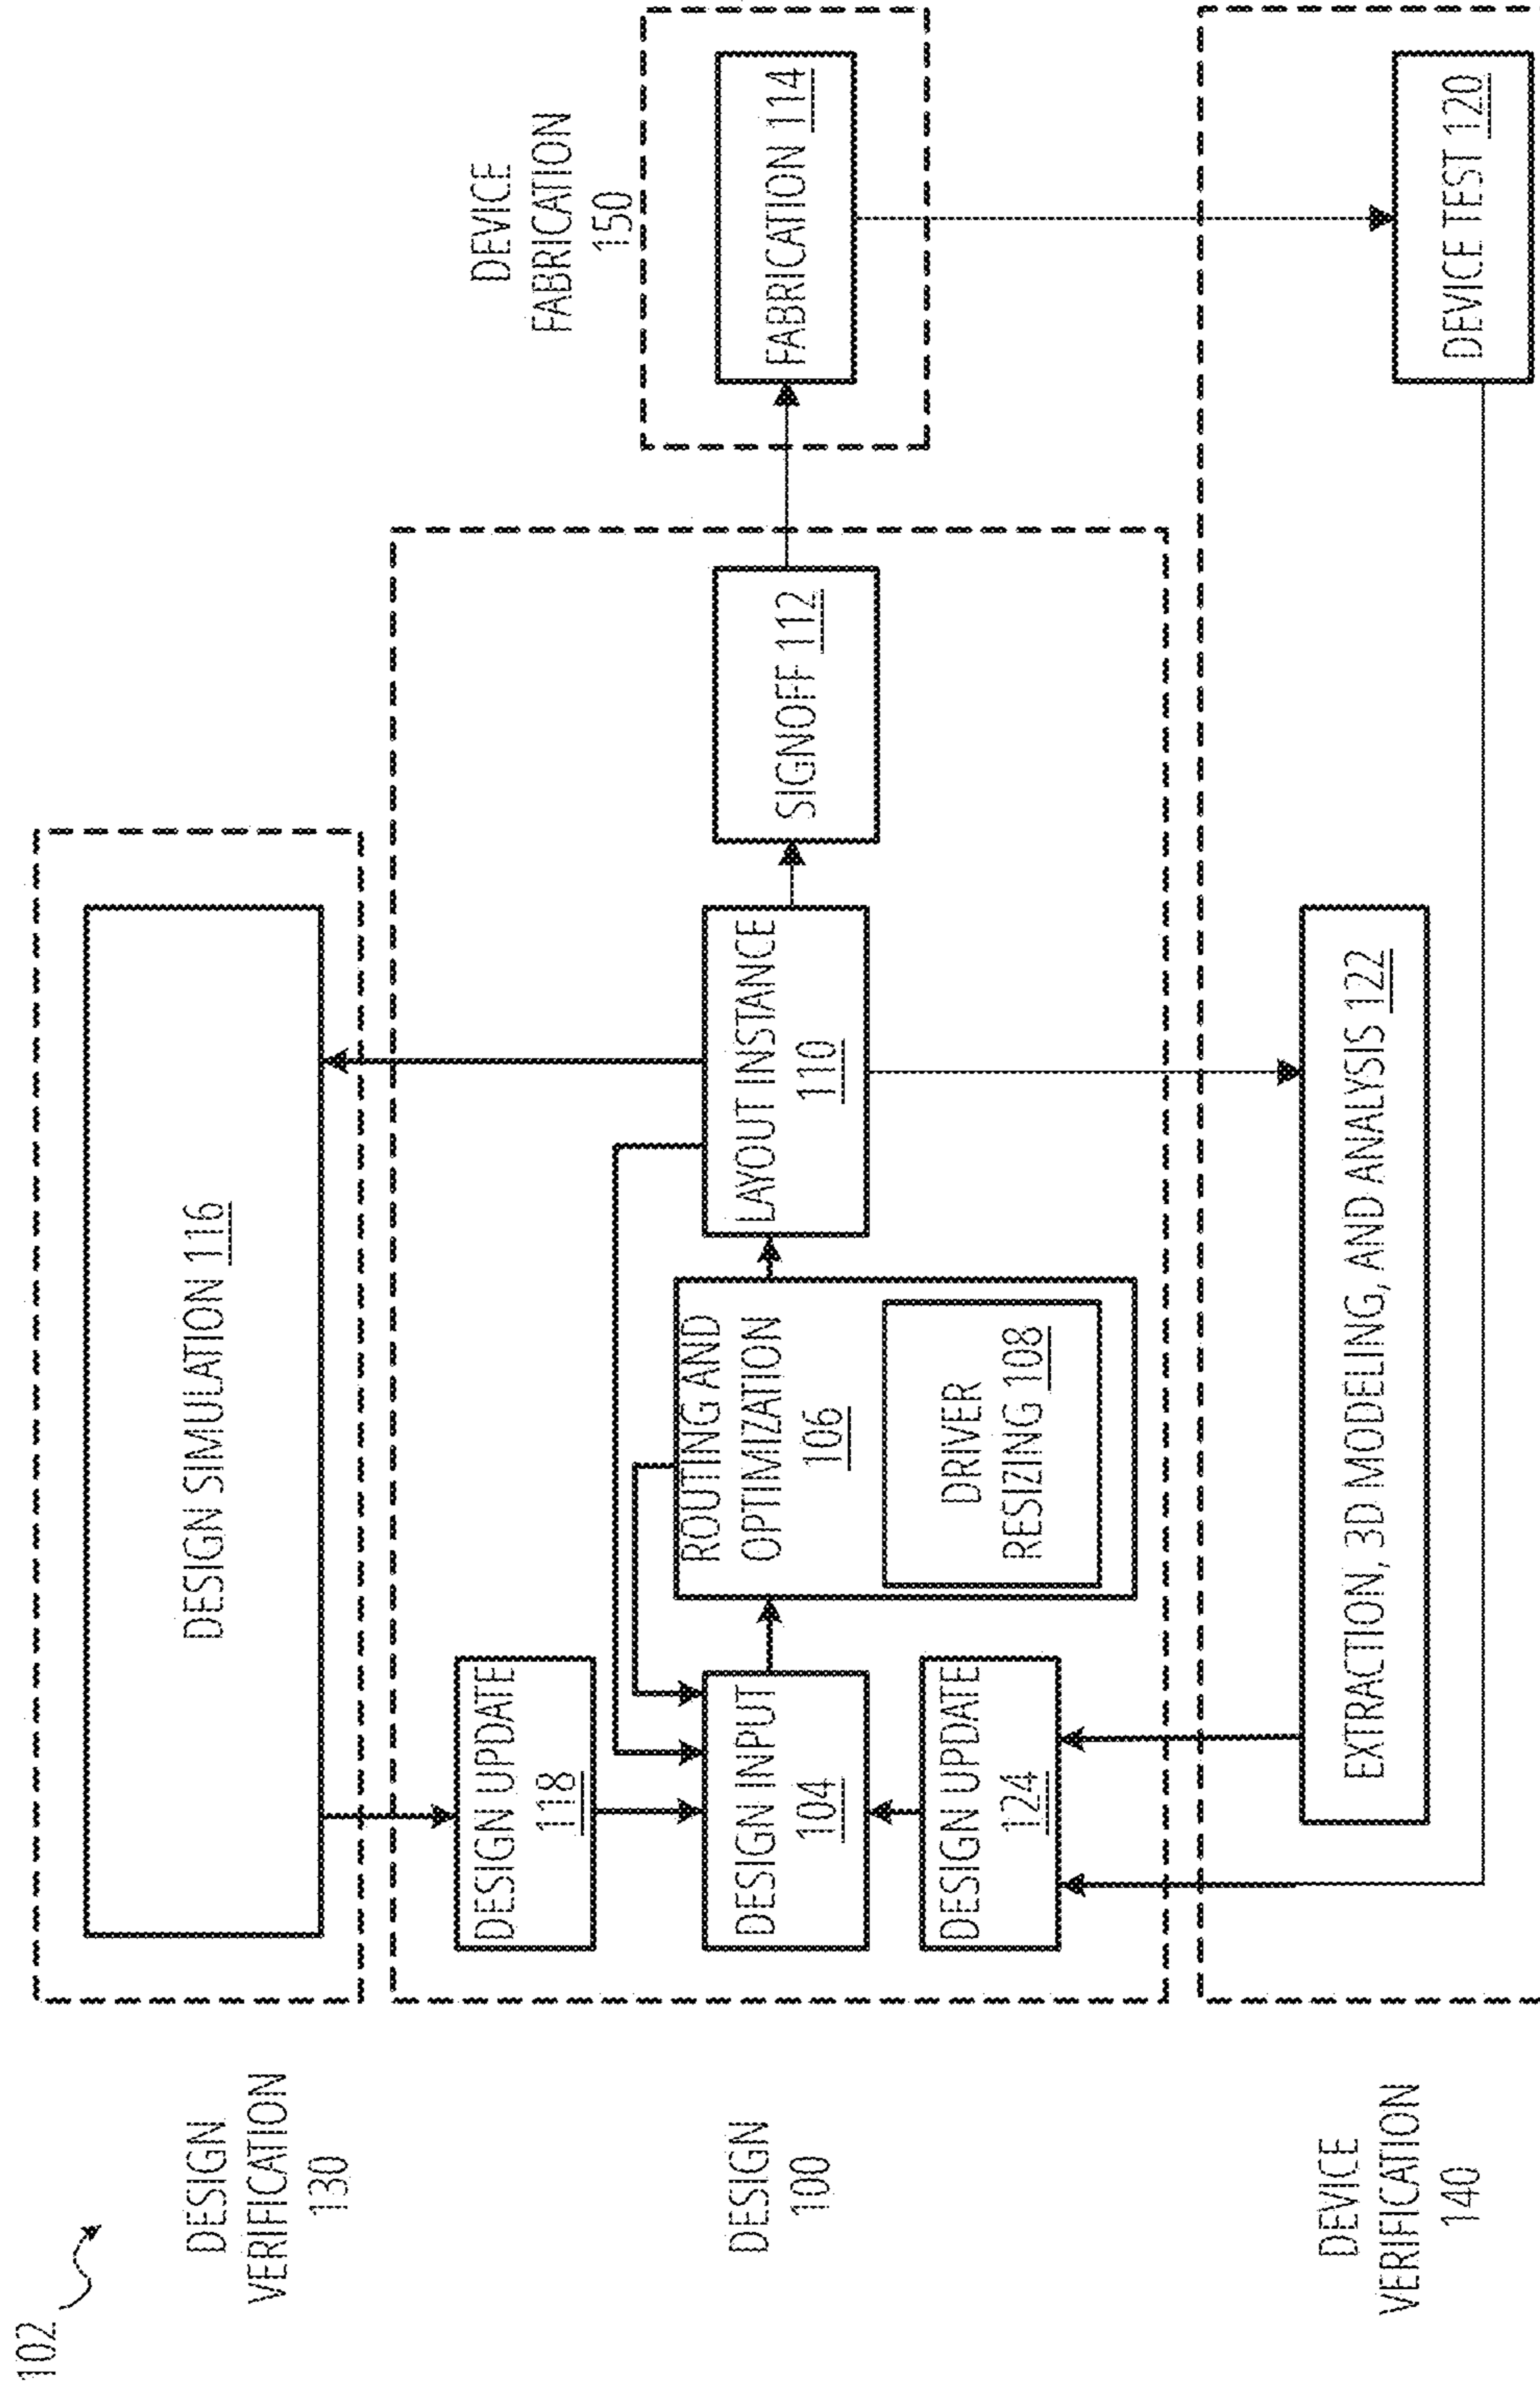 102
DESIGN
VERIFICATION
130
DESIGN SIMULATION 116
DEVICE
FABRICATION
150
DESIGN
100
DESIGN UPDATE
118
DESIGN INPUT
104
DESIGN UPDATE
124
ROUTING AND
OPTIMIZATION
106
DRIVER
RESIZING 108
LAYOUT INSTANCE
110
SIGNOFF 112
FABRICATION 114
DEVICE
VERIFICATION
140
EXTRACTION, 3D MODELING, AND ANALYSIS 122
DEVICE TEST 120